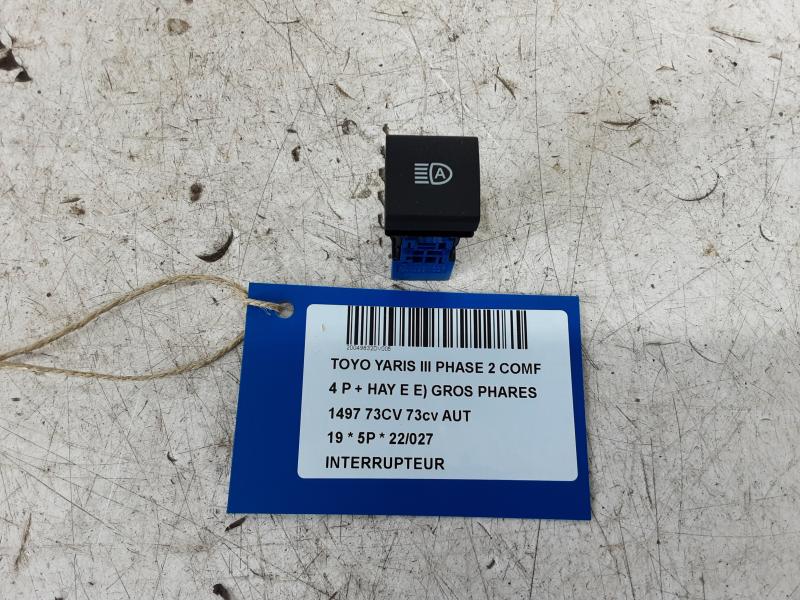 A
TOYO YARIS III PHASE 2 COMF
4 P + HAY E E) GROS PHARES
1497 73CV 73cv AUT
19 * 5P * 22/027
INTERRUPTEUR